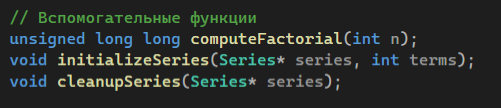 // Вспомогательные функции
unsigned long long computeFactorial(int n);
void initializeSeries(Series* series, int terms);
void cleanupSeries(Series* series);